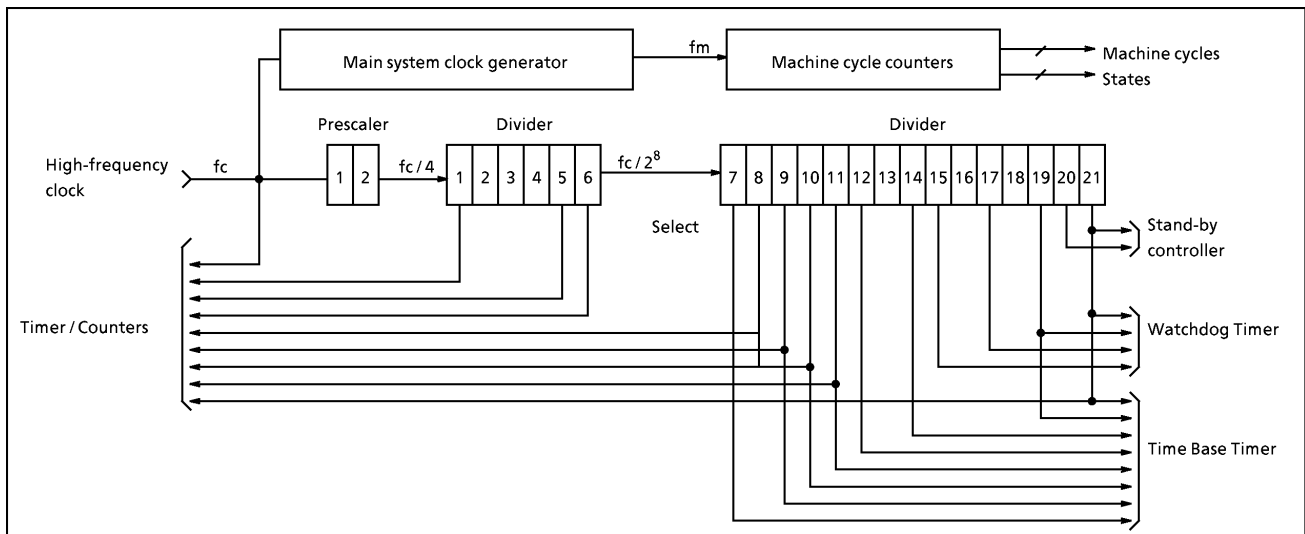 Main system clock generator
fm
Machine cycle counters
Machine cycles
States
Prescaler
Divider
Divider
High-frequency
clock
fc
1 2
fc / 4
1 2 3 4 5 6
fc / 2⁸
7 8 9 10 11 12 13 14 15 16 17 18 19 20 21
Select
Stand-by
controller
Timer / Counters
Watchdog Timer
Time Base Timer